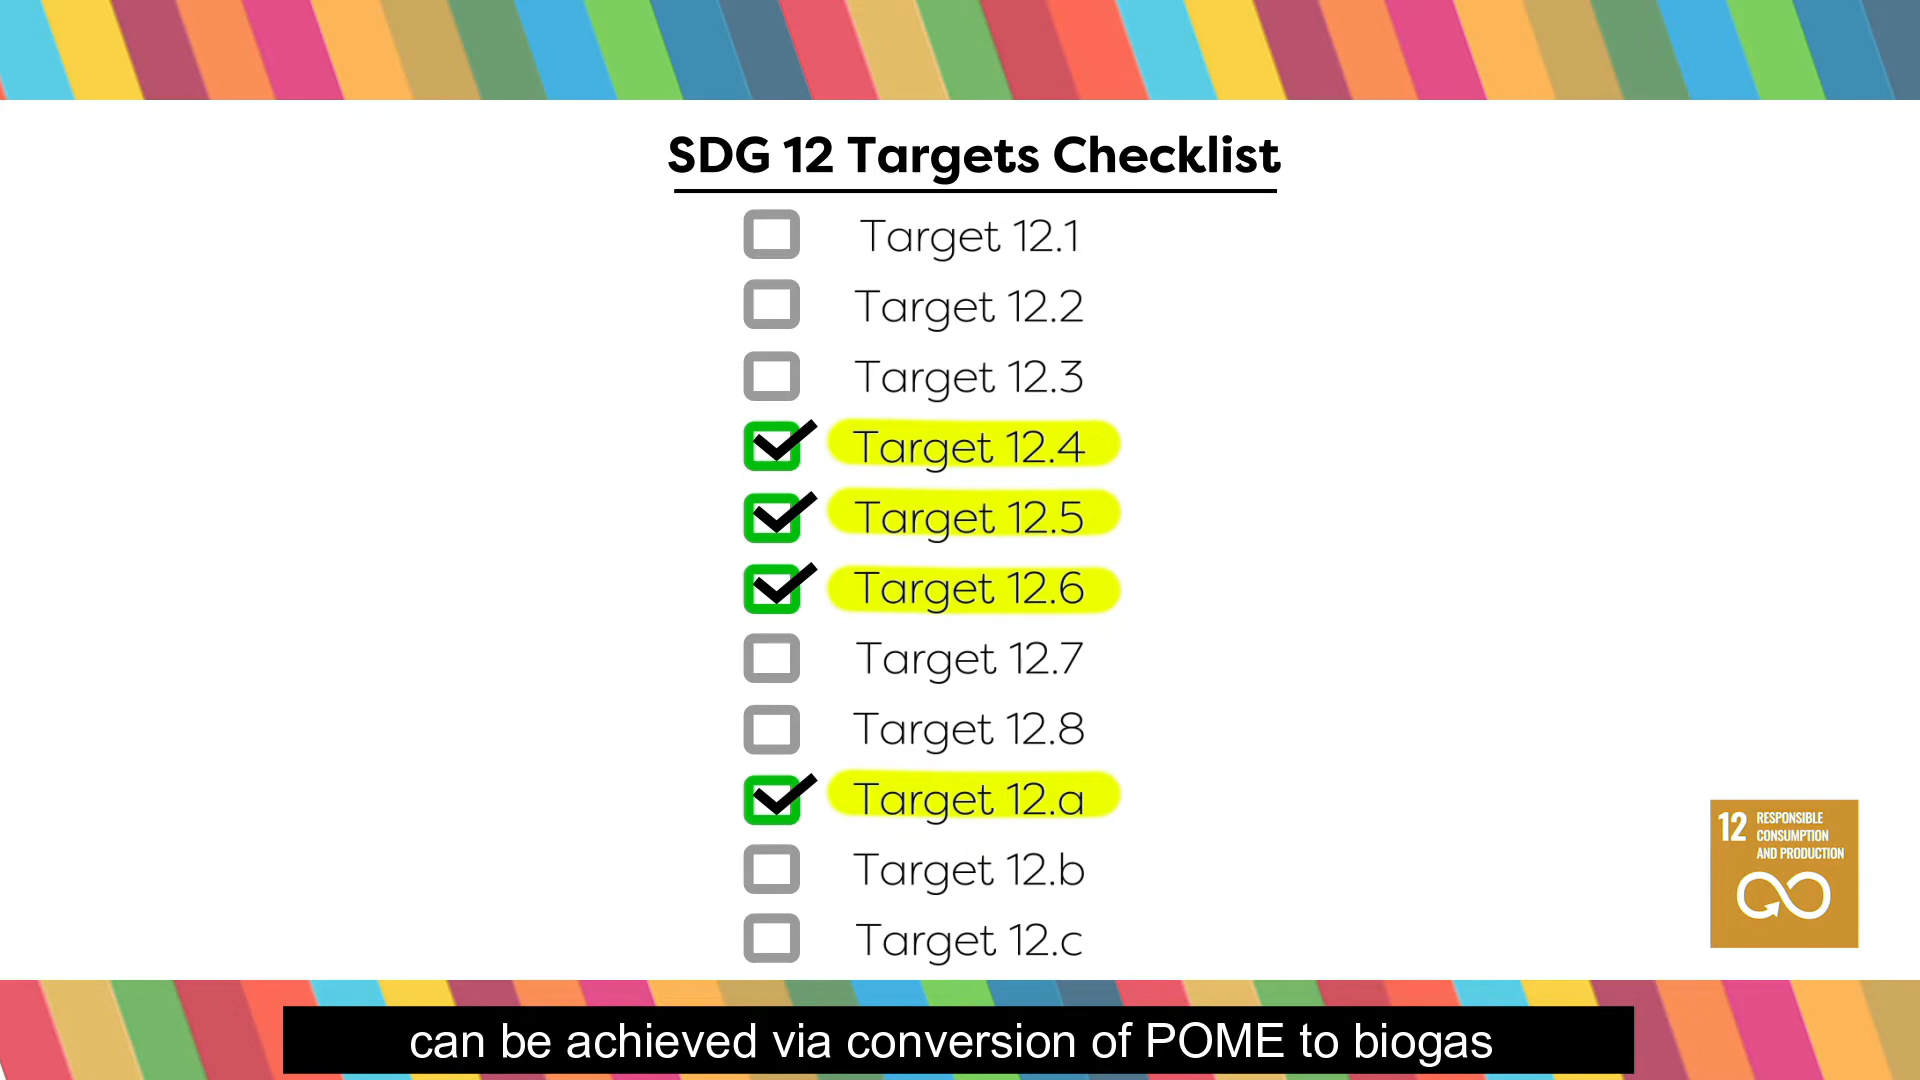 SDG 12 Targets Checklist
Target 12.1
Target 12.2
Target 12.3
Target 12.4
Target 12.5
Target 12.6
Target 12.7
Target 12.8
Target 12.a
Target 12.b
Target 12.c
12 RESPONSIBLE
CONSUMPTION
AND PRODUCTION
can be achieved via conversion of POME to biogas